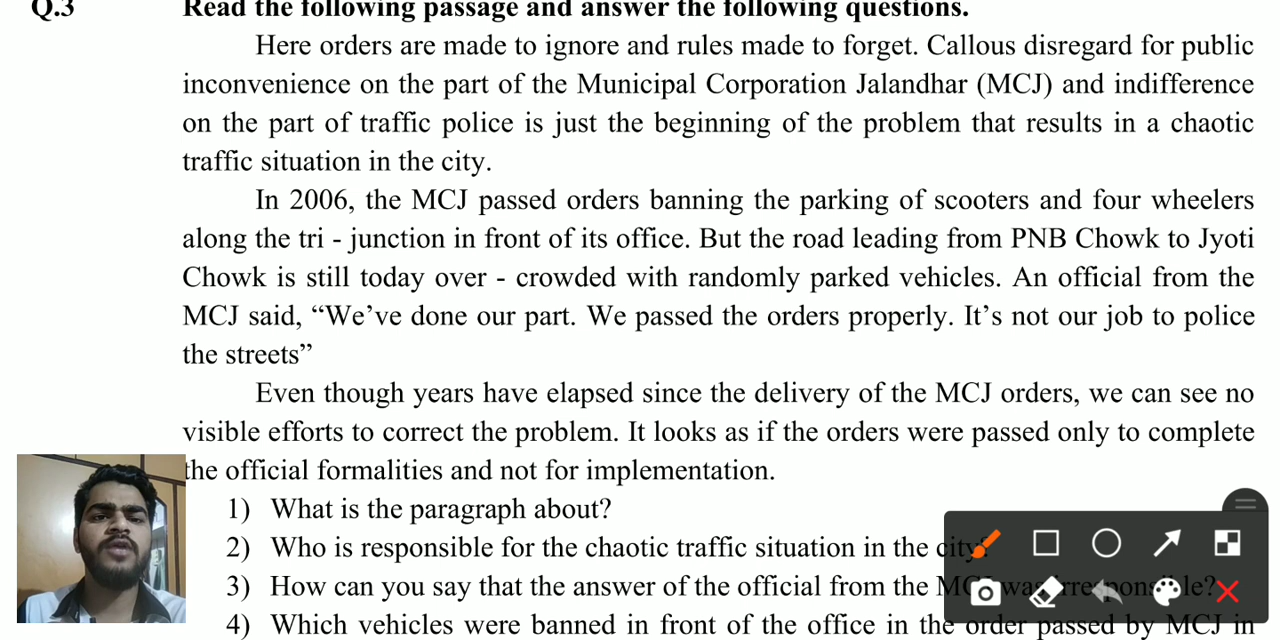 Q.3 Read the following passage and answer the following questions.
Here orders are made to ignore and rules made to forget. Callous disregard for public
inconvenience on the part of the Municipal Corporation Jalandhar (MCJ) and indifference
on the part of traffic police is just the beginning of the problem that results in a chaotic
traffic situation in the city.
In 2006, the MCJ passed orders banning the parking of scooters and four wheelers
along the tri - junction in front of its office. But the road leading from PNB Chowk to Jyoti
Chowk is still today over - crowded with randomly parked vehicles. An official from the
MCJ said, “We’ve done our part. We passed the orders properly. It’s not our job to police
the streets”
Even though years have elapsed since the delivery of the MCJ orders, we can see no
visible efforts to correct the problem. It looks as if the orders were passed only to complete
the official formalities and not for implementation.
1) What is the paragraph about?
2) Who is responsible for the chaotic traffic situation in the city?
3) How can you say that the answer of the official from the MCJ was irresponsible?
4) Which vehicles were banned in front of the office in the order passed by MCJ in